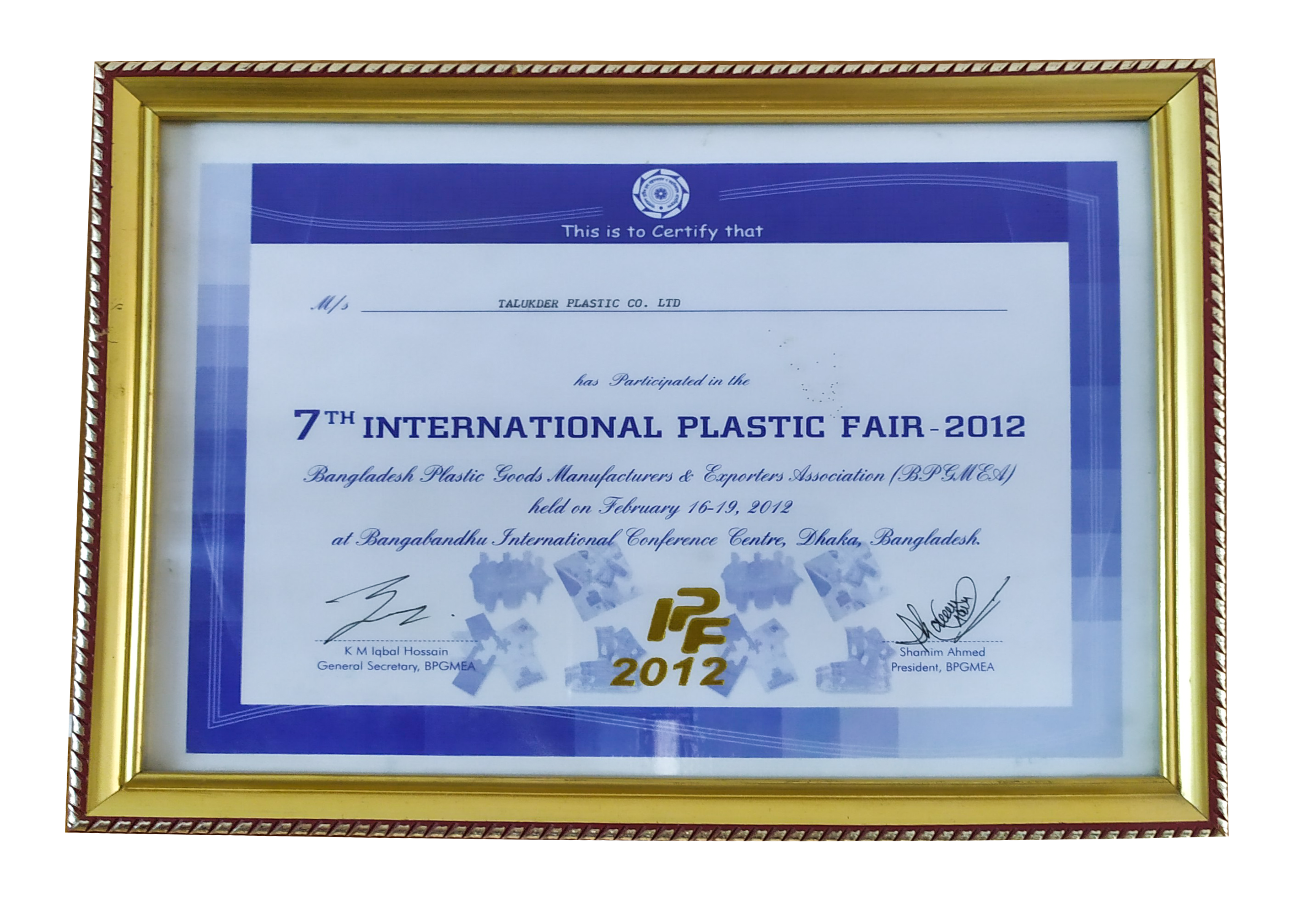 This is to Certify that
M/s TALUKDER PLASTIC CO. LTD
has Participated in the
7TH INTERNATIONAL PLASTIC FAIR - 2012
Bangladesh Plastic Goods Manufacturers & Exporters Association (BPGMEA)
held on February 16-19, 2012
at Bangabandhu International Conference Centre, Dhaka, Bangladesh.
IPF
2012
K M Iqbal Hossain
General Secretary, BPGMEA
Shamim Ahmed
President, BPGMEA